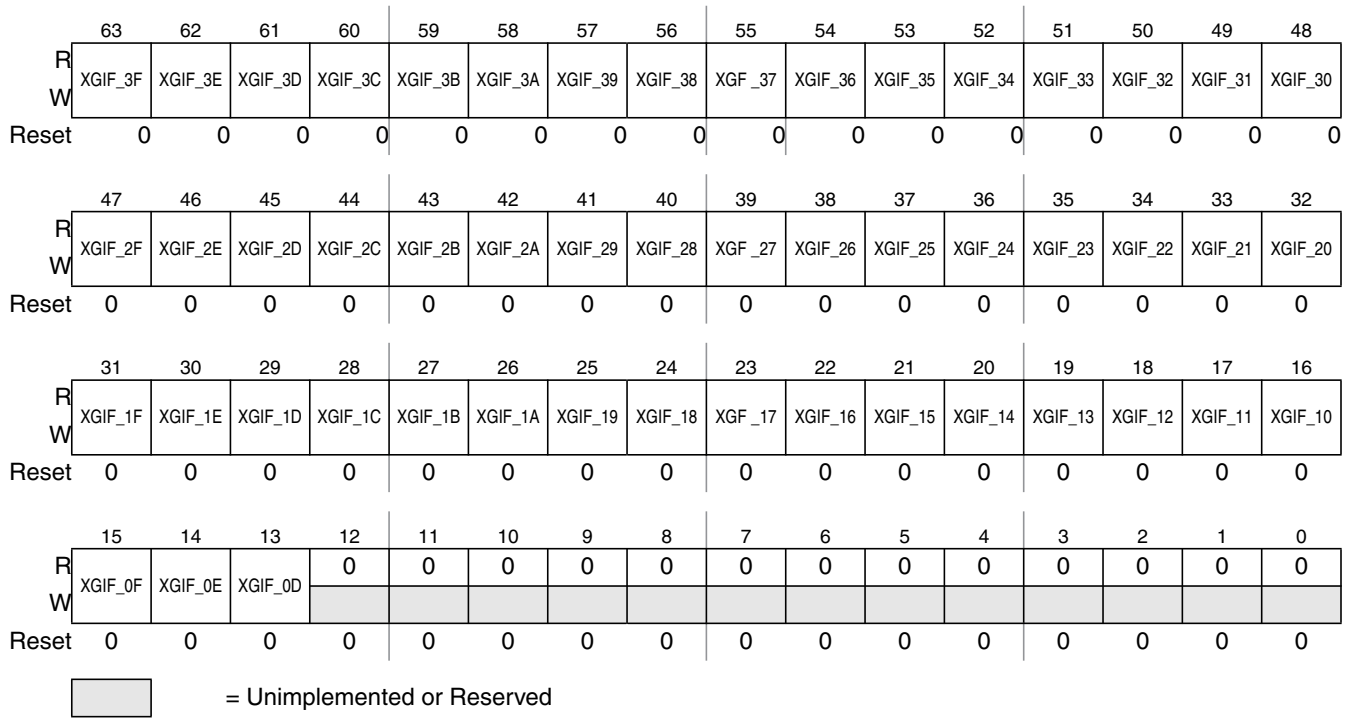 63 62 61 60 59 58 57 56 55 54 53 52 51 50 49 48
R
XGIF_3F XGIF_3E XGIF_3D XGIF_3C XGIF_3B XGIF_3A XGIF_39 XGIF_38 XGF _37 XGIF_36 XGIF_35 XGIF_34 XGIF_33 XGIF_32 XGIF_31 XGIF_30
W
Reset 0 0 0 0 0 0 0 0 0 0 0 0 0 0 0 0
47 46 45 44 43 42 41 40 39 38 37 36 35 34 33 32
R
XGIF_2F XGIF_2E XGIF_2D XGIF_2C XGIF_2B XGIF_2A XGIF_29 XGIF_28 XGF _27 XGIF_26 XGIF_25 XGIF_24 XGIF_23 XGIF_22 XGIF_21 XGIF_20
W
Reset 0 0 0 0 0 0 0 0 0 0 0 0 0 0 0 0
31 30 29 28 27 26 25 24 23 22 21 20 19 18 17 16
R
XGIF_1F XGIF_1E XGIF_1D XGIF_1C XGIF_1B XGIF_1A XGIF_19 XGIF_18 XGF _17 XGIF_16 XGIF_15 XGIF_14 XGIF_13 XGIF_12 XGIF_11 XGIF_10
W
Reset 0 0 0 0 0 0 0 0 0 0 0 0 0 0 0 0
15 14 13 12 11 10 9 8 7 6 5 4 3 2 1 0
R 0 0 0 0 0 0 0 0 0 0 0 0 0
XGIF_0F XGIF_0E XGIF_0D
W
Reset 0 0 0 0 0 0 0 0 0 0 0 0 0 0 0 0
= Unimplemented or Reserved